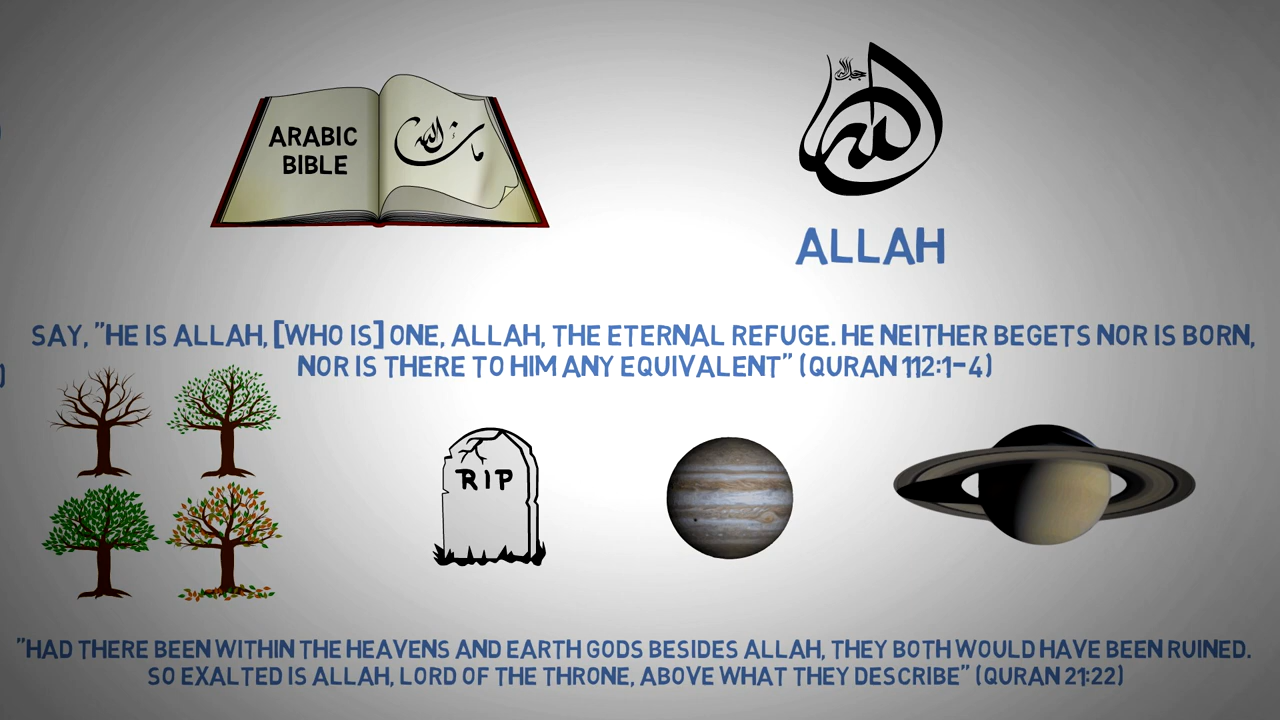 ARABIC
BIBLE
الله
جل جلاله
ALLAH
SAY, "HE IS ALLAH, [WHO IS] ONE, ALLAH, THE ETERNAL REFUGE. HE NEITHER BEGETS NOR IS BORN,
NOR IS THERE TO HIM ANY EQUIVALENT" (QURAN 112:1-4)
)
RIP
"HAD THERE BEEN WITHIN THE HEAVENS AND EARTH GODS BESIDES ALLAH, THEY BOTH WOULD HAVE BEEN RUINED.
SO EXALTED IS ALLAH, LORD OF THE THRONE, ABOVE WHAT THEY DESCRIBE" (QURAN 21:22)